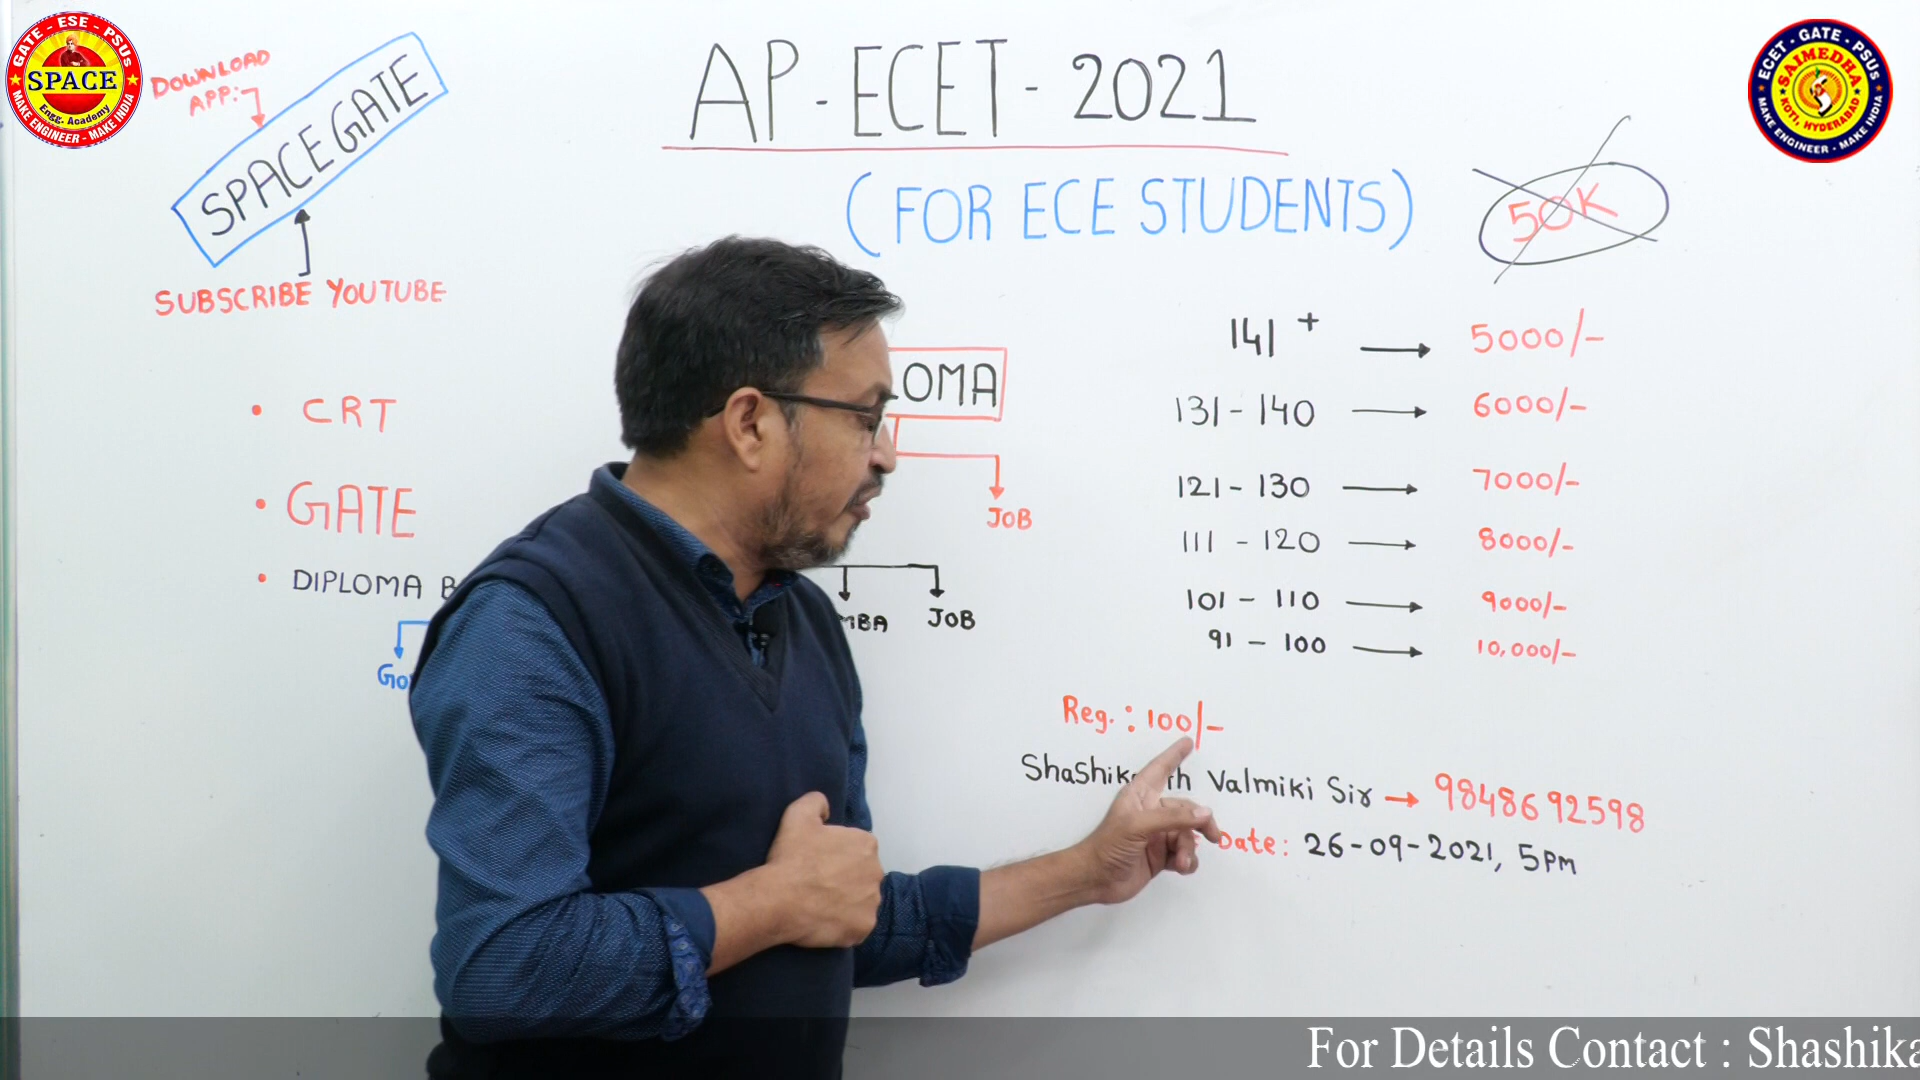 GATE - ESE - PSUs
SPACE
Engg. Academy
MAKE ENGINEER - MAKE INDIA
DOWNLOAD
APP:-
SPACE GATE
SUBSCRIBE YOUTUBE
• CRT
• GATE
• DIPLOMA B
AP - ECET - 2021
(FOR ECE STUDENTS)
50K
ECET - GATE - PSUs
SAIMEDHA
KOTI, HYDERABAD
MAKE ENGINEER - MAKE INDIA
LOMA
JOB
MBA
JOB
141 + → 5000/-
131 - 140 → 6000/-
121 - 130 → 7000/-
111 - 120 → 8000/-
101 - 110 → 9000/-
91 - 100 → 10,000/-
Reg. : 100/-
Valmiki Sir → 9848692598
Date: 26-09-2021, 5PM
For Details Contact : Shashika